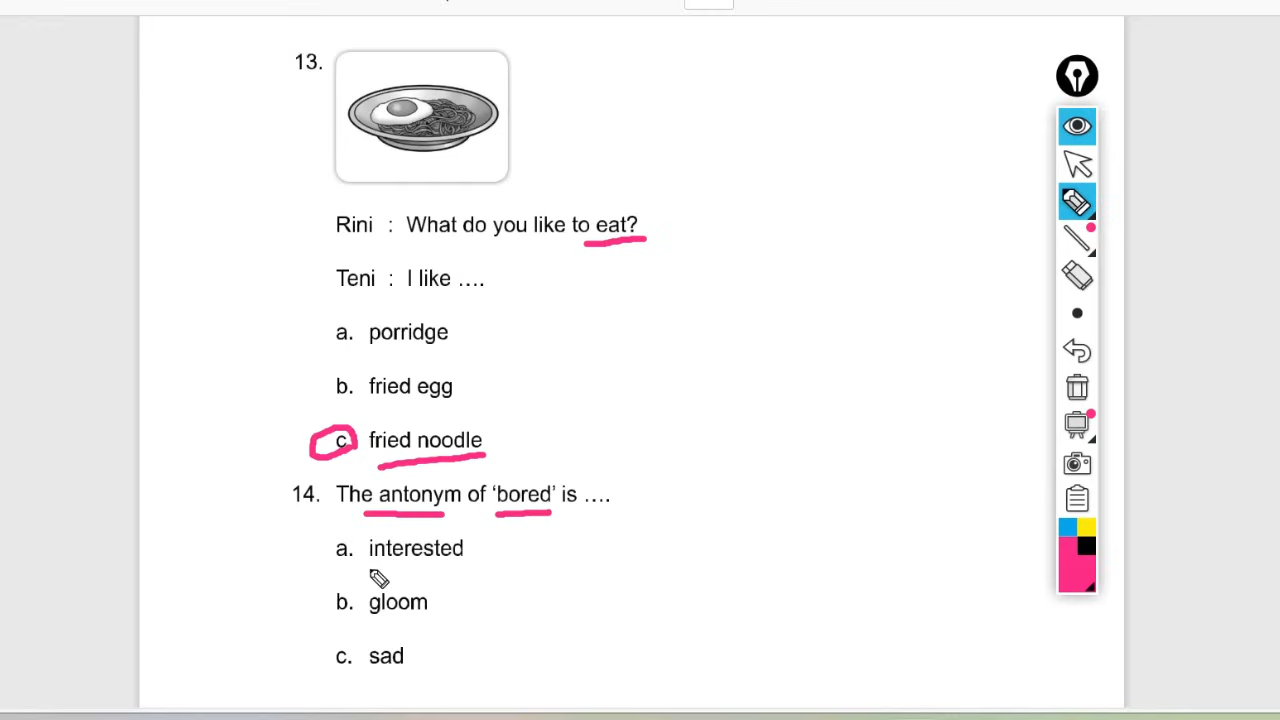 13.
Rini : What do you like to eat?
Teni : I like ….
a. porridge
b. fried egg
c. fried noodle
14. The antonym of ‘bored’ is ….
a. interested
b. gloom
c. sad